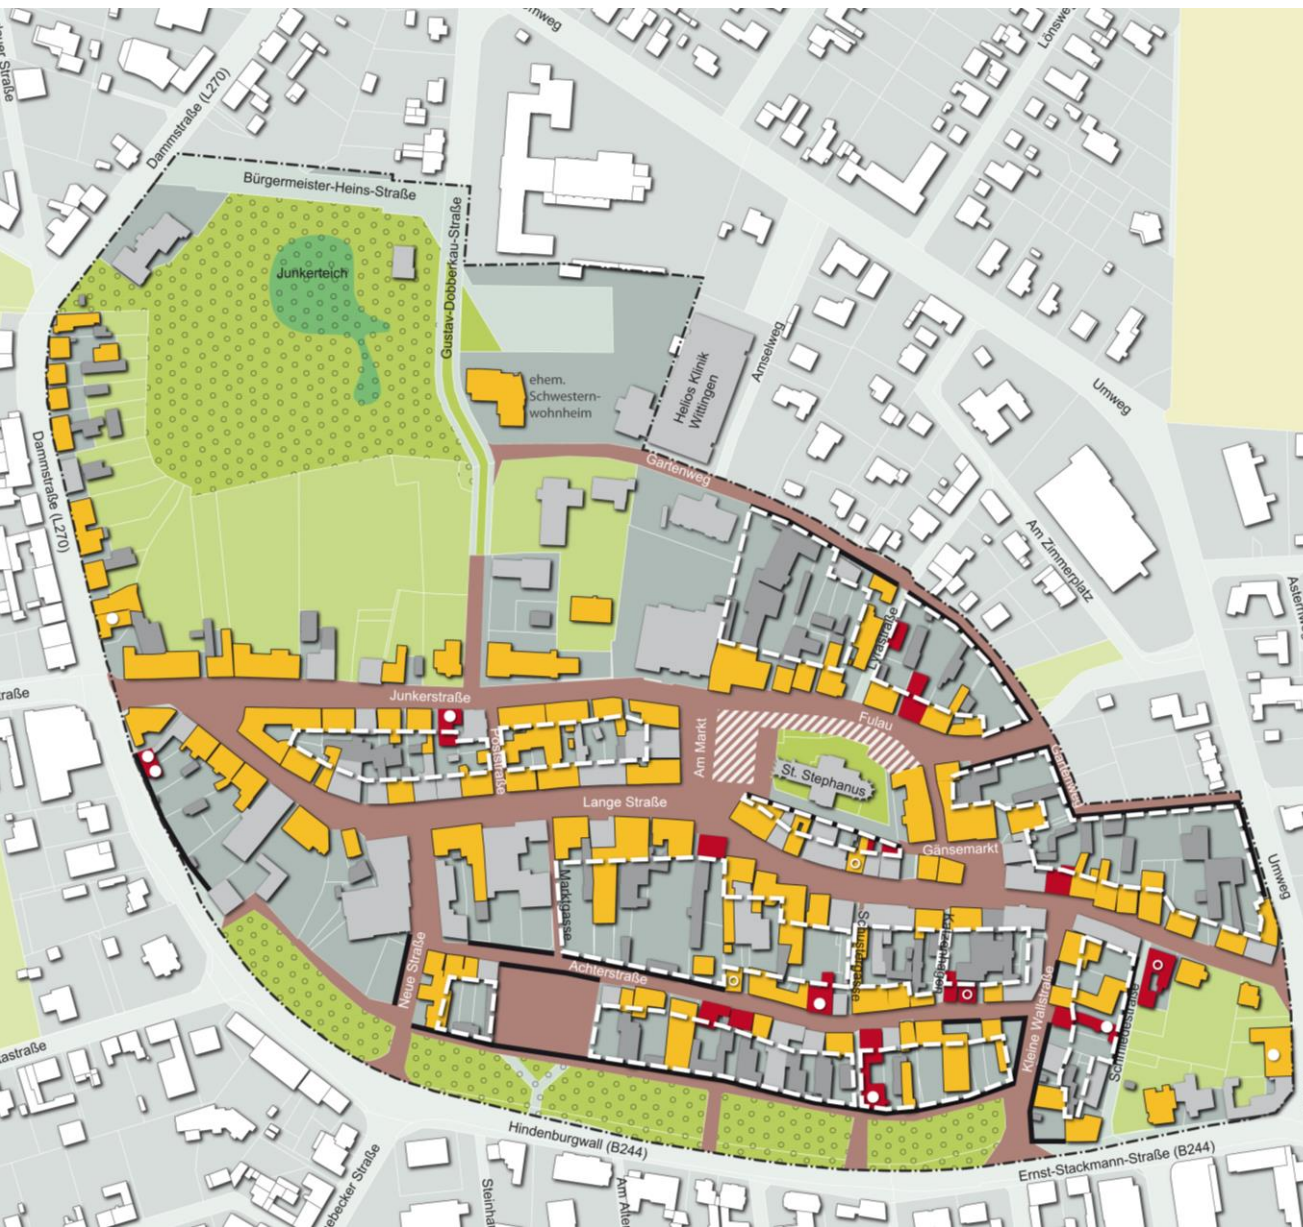 Dammstraße (L270)
Bürgermeister-Heins-Straße
Gustav-Dobberkau-Straße
Junkerteich
ehem.
Schwestern-
wohnheim
Helios Klinik
Wittingen
Amselweg
Umweg
Gartenweg
Dammstraße (L270)
Am Zimmerplatz
Lyrastraße
Junkerstraße
Poststraße
Am Markt
Fulau
St. Stephanus
Gartenweg
Lange Straße
Gänsemarkt
Umweg
Marktgasse
Schustergasse
Katzenhagen
Achterstraße
Neue Straße
Kleine Wallstraße
Schmiedestraße
Hindenburgwall (B244)
Ernst-Stackmann-Straße (B244)